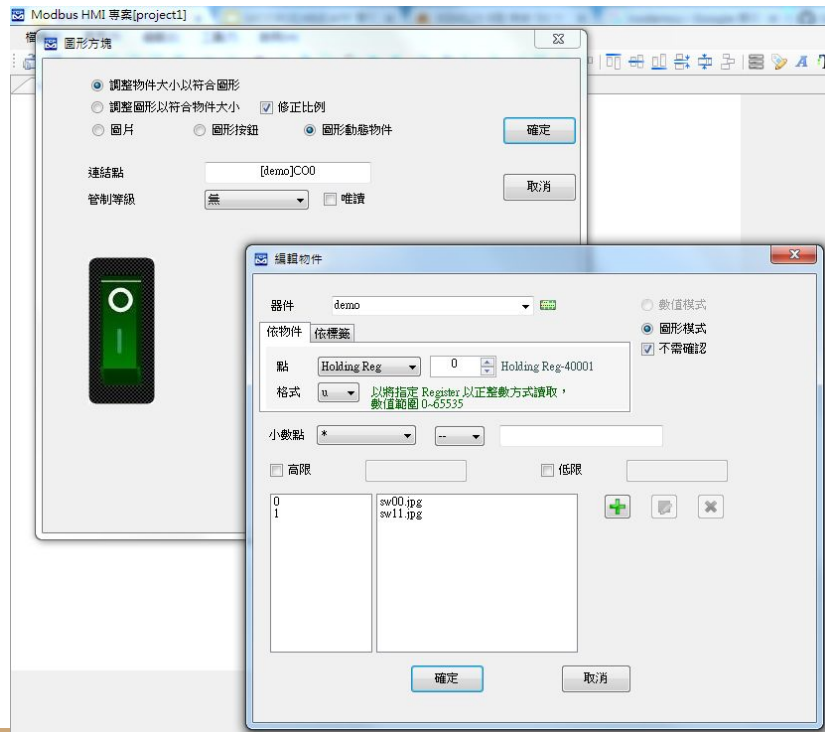 Modbus HMI 專案[project1]
圖形方塊
調整物件大小以符合圖形
調整圖形以符合物件大小 修正比例
圖片 圖形按鈕 圖形動態物件
確定
連結點 [demo]CO0
取消
管制等級 無 唯讀
編輯物件
器件 demo
數值模式
依物件 依標籤
圖形模式
不需確認
點 Holding Reg 0 Holding Reg-40001
格式 u 以將指定 Register 以正整數方式讀取，
數值範圍 0~65535
小數點 * --
高限 低限
0 sw00.jpg
1 sw11.jpg
確定 取消